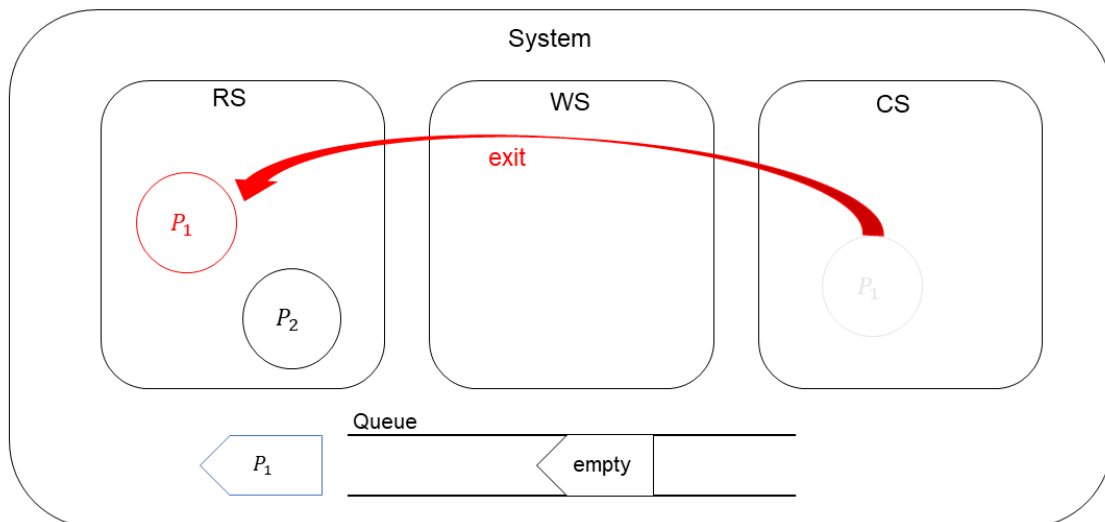 System
RS
WS
CS
exit
P₁
P₂
P₁
Queue
P₁
empty